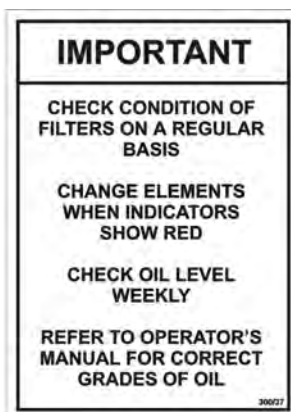 IMPORTANT
CHECK CONDITION OF
FILTERS ON A REGULAR
BASIS
CHANGE ELEMENTS
WHEN INDICATORS
SHOW RED
CHECK OIL LEVEL
WEEKLY
REFER TO OPERATOR'S
MANUAL FOR CORRECT
GRADES OF OIL
300/37